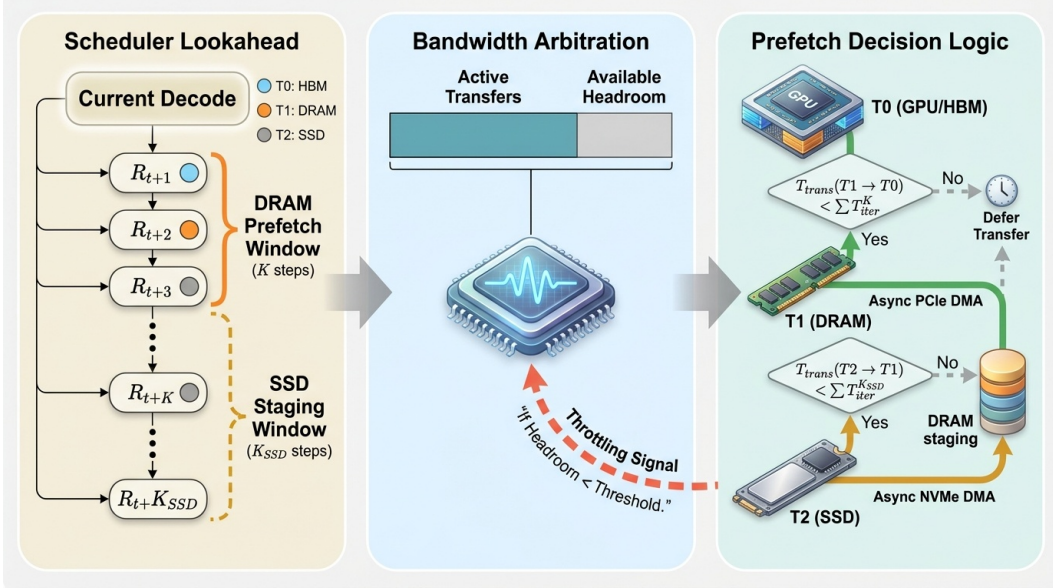 Scheduler Lookahead
Current Decode
T0: HBM
T1: DRAM
T2: SSD
R_{t+1}
R_{t+2}
R_{t+3}
R_{t+K}
R_{t+}K_{SSD}
DRAM
Prefetch
Window
(K steps)
SSD
Staging
Window
(K_{SSD} steps)
Bandwidth Arbitration
Active
Transfers
Available
Headroom
Throttling Signal
“If Headroom < Threshold.”
Prefetch Decision Logic
GPU
T0 (GPU/HBM)
T_{trans}(T1 → T0)
< ∑ T_{iter}^{K}
No
Defer
Transfer
Yes
T1 (DRAM)
Async PCIe DMA
T_{trans}(T2 → T1)
< ∑ T_{iter}^{K_{SSD}}
No
Yes
DRAM
staging
Async NVMe DMA
T2 (SSD)